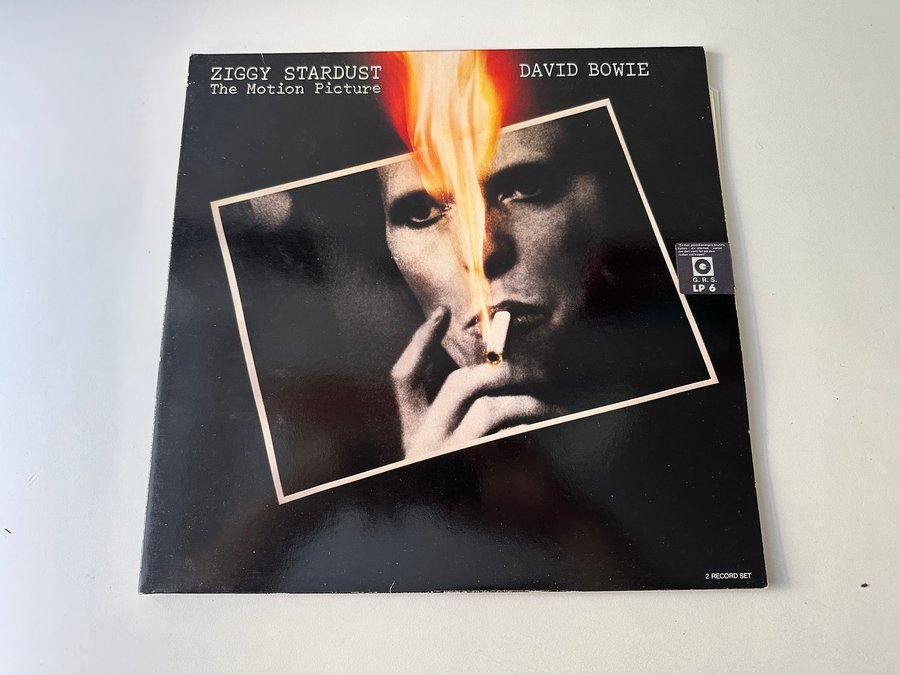 ZIGGY STARDUST
The Motion Picture
DAVID BOWIE
G. R. S.
LP 6
2 RECORD SET